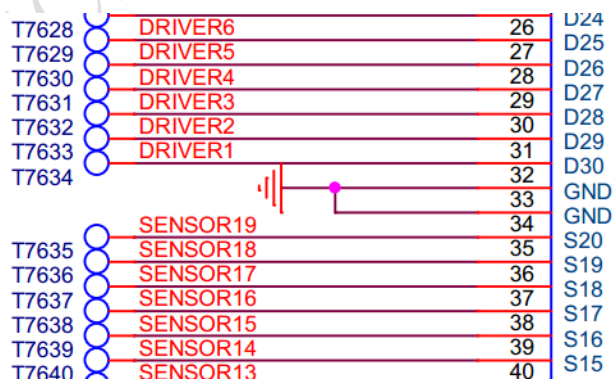 D24
T7628 DRIVER6 26 D25
T7629 DRIVER5 27 D26
T7630 DRIVER4 28 D27
T7631 DRIVER3 29 D28
T7632 DRIVER2 30 D29
T7633 DRIVER1 31 D30
T7634 32 GND
33 GND
SENSOR19 34 S20
T7635 SENSOR18 35 S19
T7636 SENSOR17 36 S18
T7637 SENSOR16 37 S17
T7638 SENSOR15 38 S16
T7639 SENSOR14 39 S15
T7640 SENSOR13 40